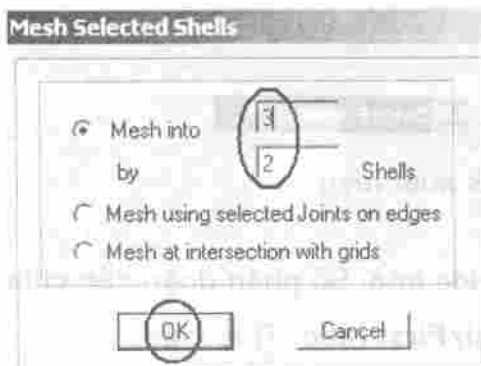 Mesh Selected Shells
Mesh into 3
by 2 Shells
Mesh using selected Joints on edges
Mesh at intersection with grids
OK Cancel